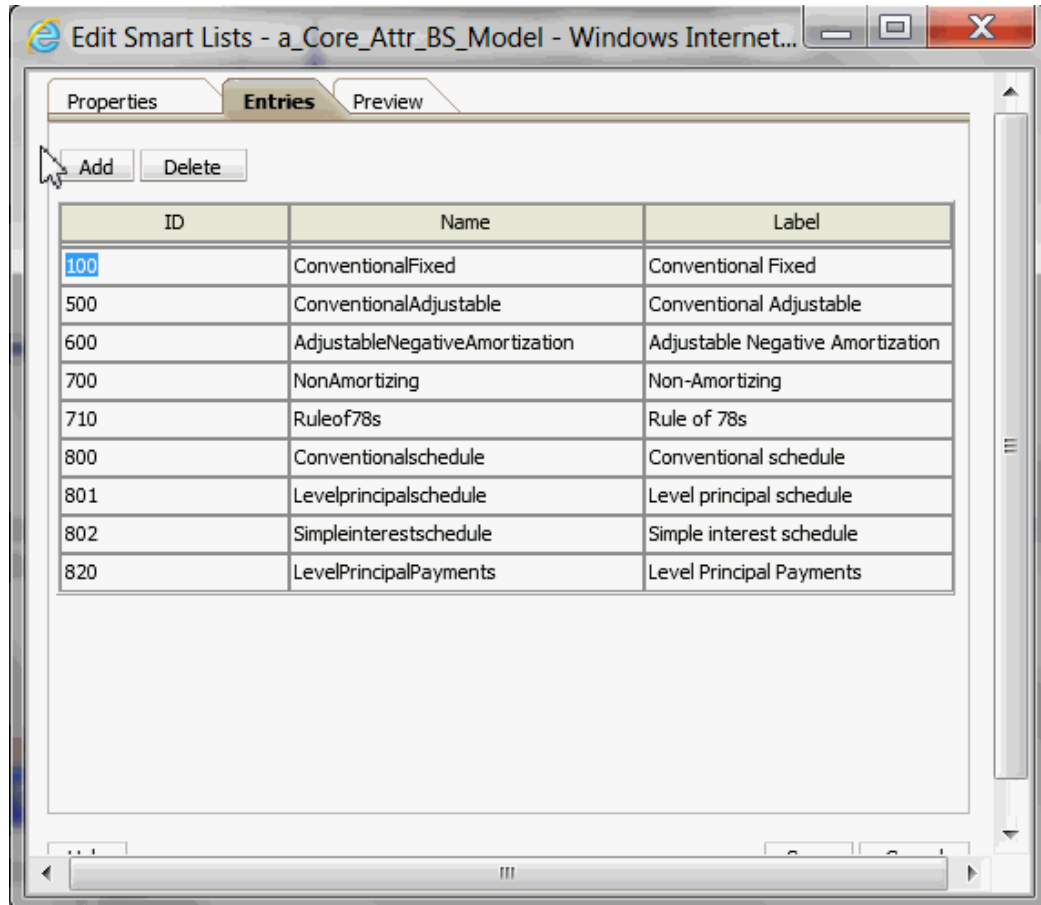 Edit Smart Lists - a_Core_Attr_BS_Model - Windows Internet...
Properties Entries Preview
Add Delete
ID Name Label
100 ConventionalFixed Conventional Fixed
500 ConventionalAdjustable Conventional Adjustable
600 AdjustableNegativeAmortization Adjustable Negative Amortization
700 NonAmortizing Non-Amortizing
710 Ruleof78s Rule of 78s
800 Conventionalschedule Conventional schedule
801 Levelprincipalschedule Level principal schedule
802 Simpleinterestschedule Simple interest schedule
820 LevelPrincipalPayments Level Principal Payments